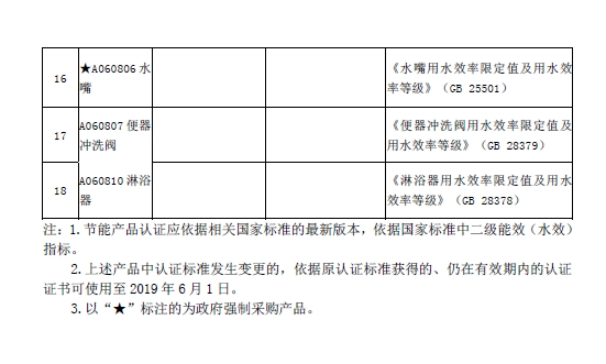 16
★A060806 水
嘴
《水嘴用水效率限定值及用水效
率等级》（GB 25501）
17
A060807 便器
冲洗阀
《便器冲洗阀用水效率限定值及
用水效率等级》（GB 28379）
18
A060810 淋浴
器
《淋浴器用水效率限定值及用水
效率等级》（GB 28378）
注：1.节能产品认证应依据相关国家标准的最新版本，依据国家标准中二级能效（水效）
指标。
2.上述产品中认证标准发生变更的，依据原认证标准获得的、仍在有效期内的认证
证书可使用至 2019 年 6 月 1 日。
3.以“★”标注的为政府强制采购产品。